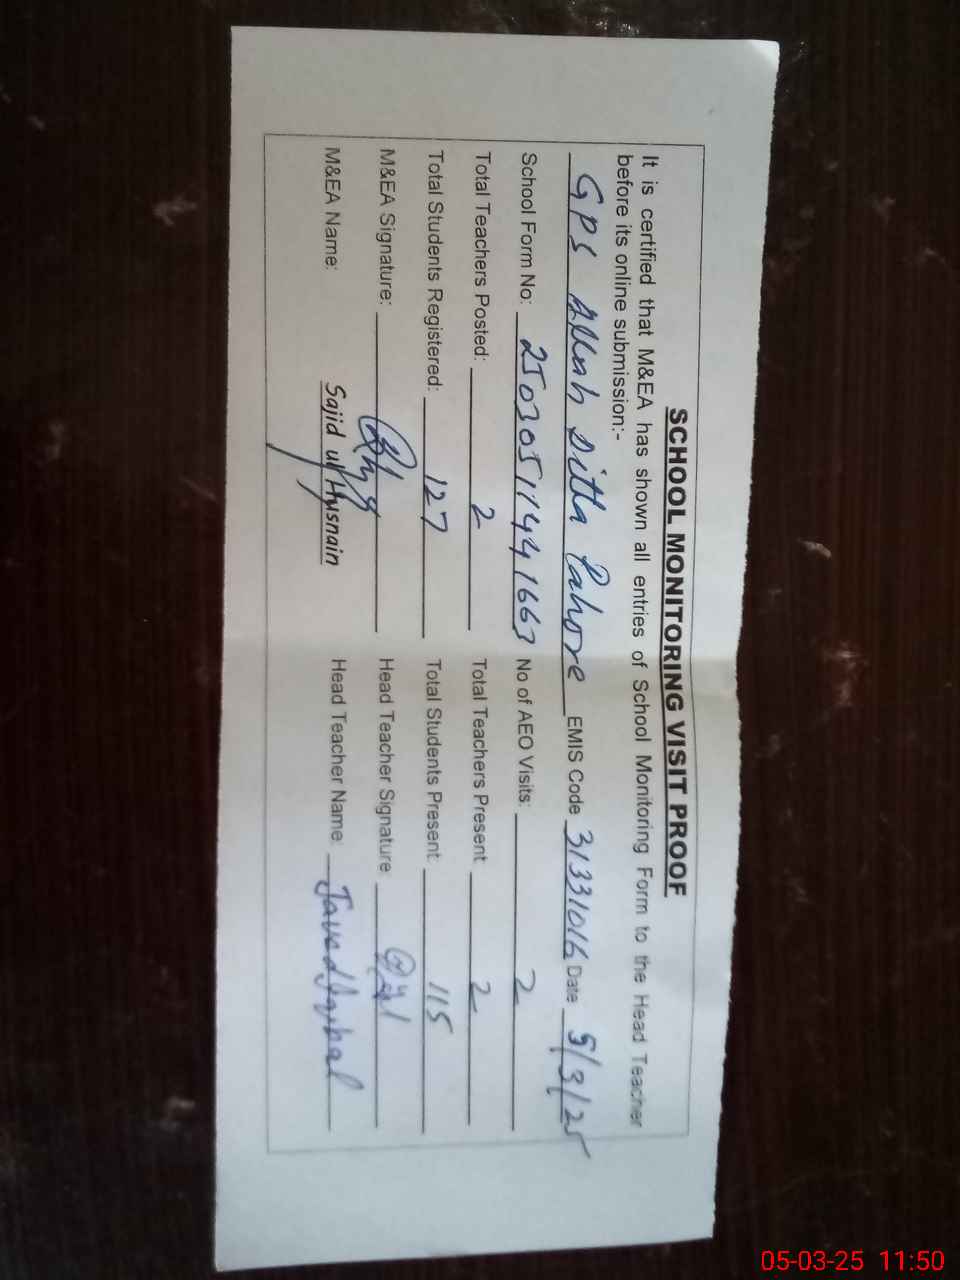 SCHOOL MONITORING VISIT PROOF
It is certified that M&EA has shown all entries of School Monitoring Form to the Head Teacher
before its online submission:-
GPS Allah Ditta Lahore EMIS Code 31331016 Date 5/3/25
School Form No: 25030511441663 No of AEO Visits: 2
Total Teachers Posted: 2 Total Teachers Present 2
Total Students Registered: 127 Total Students Present: 115
M&EA Signature: Head Teacher Signature
M&EA Name: Sajid ul Husnain Head Teacher Name: Javed Iqbal
05-03-25 11:50